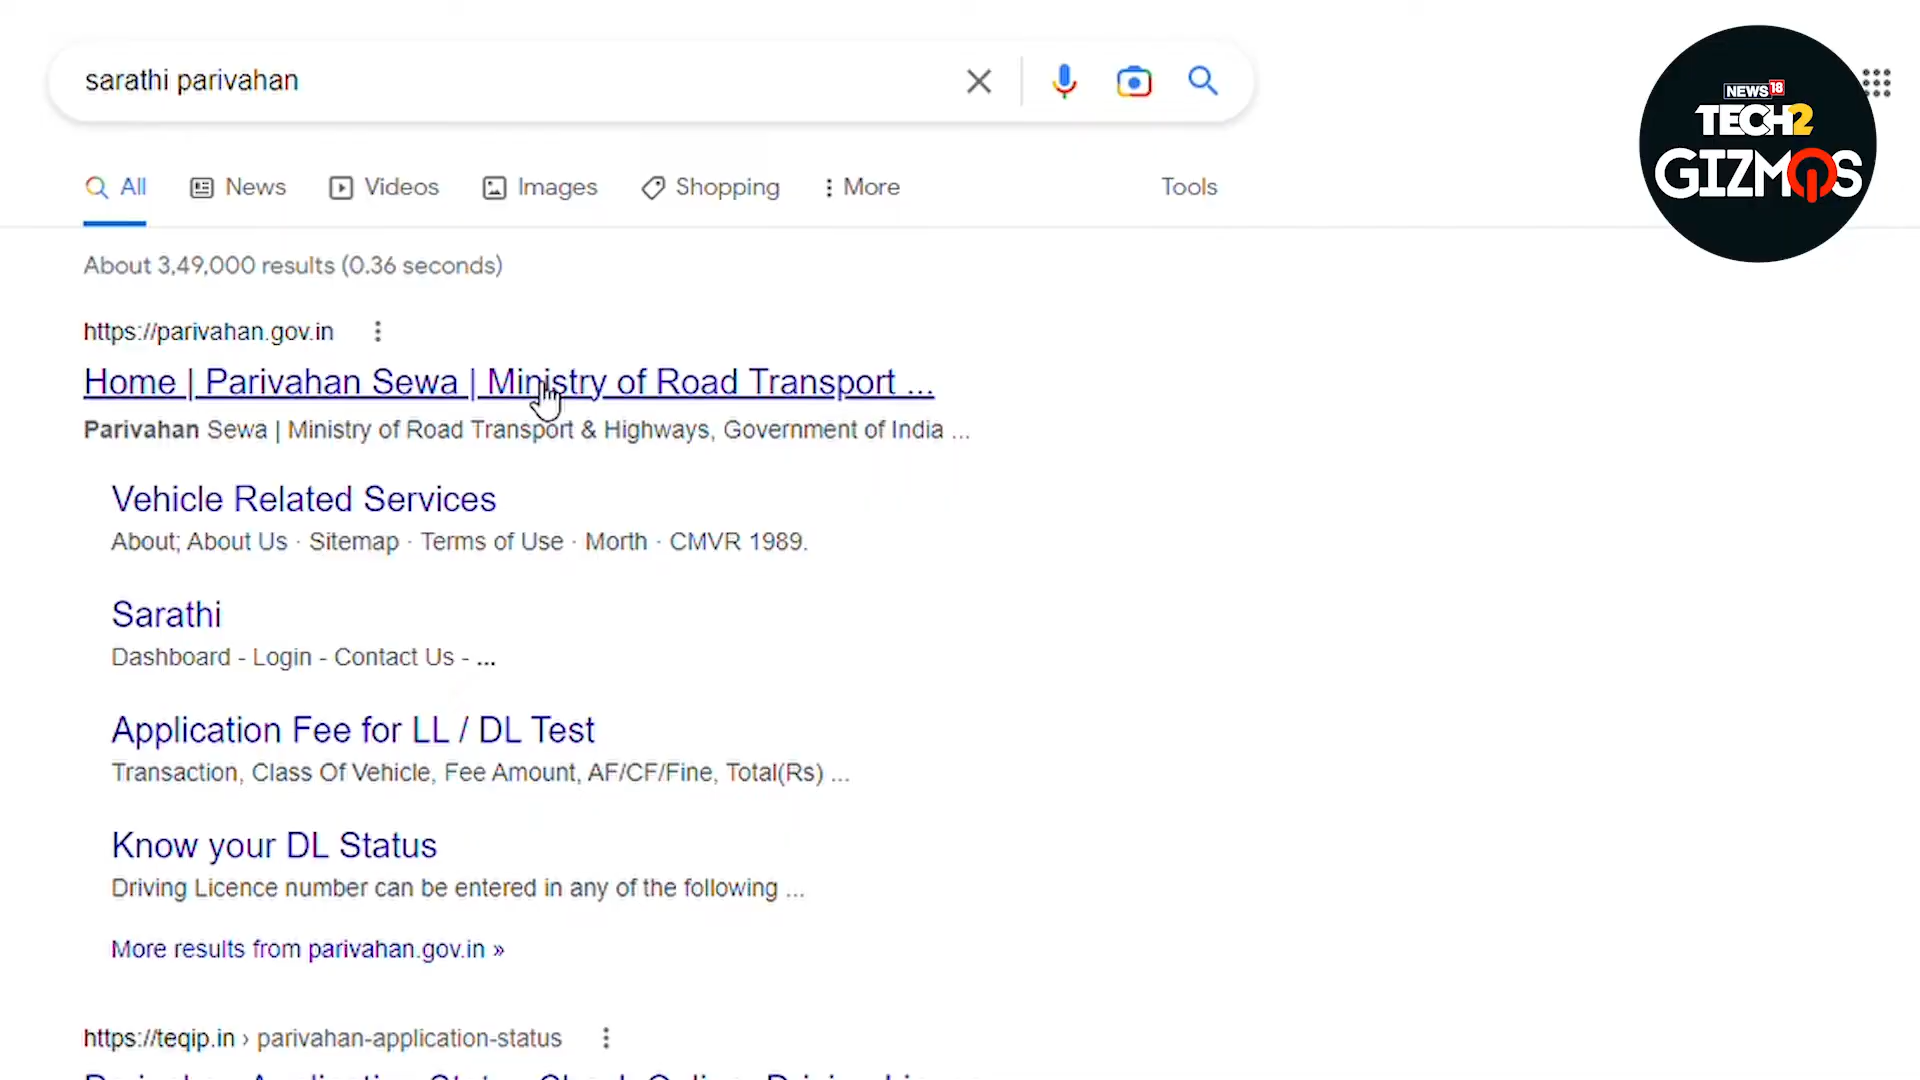 sarathi parivahan
NEWS18
TECH2
GIZMOS
All News Videos Images Shopping More Tools
About 3,49,000 results (0.36 seconds)
https://parivahan.gov.in
Home | Parivahan Sewa | Ministry of Road Transport ...
Parivahan Sewa | Ministry of Road Transport & Highways, Government of India ...
Vehicle Related Services
About; About Us · Sitemap · Terms of Use · Morth · CMVR 1989.
Sarathi
Dashboard - Login - Contact Us - ...
Application Fee for LL / DL Test
Transaction, Class Of Vehicle, Fee Amount, AF/CF/Fine, Total(Rs) ...
Know your DL Status
Driving Licence number can be entered in any of the following ...
More results from parivahan.gov.in »
https://teqip.in › parivahan-application-status